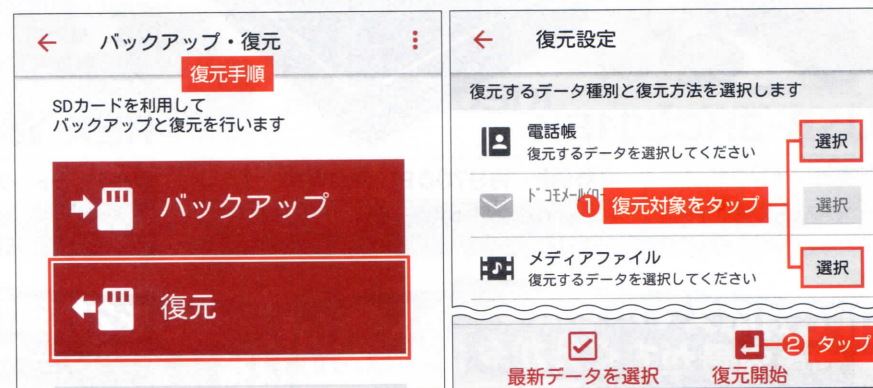 バックアップ・復元
復元手順
SDカードを利用して
バックアップと復元を行います
バックアップ
復元
復元設定
復元するデータ種別と復元方法を選択します
電話帳
復元するデータを選択してください
選択
ドコモメール(ロー
❶ 復元対象をタップ
選択
メディアファイル
復元するデータを選択してください
選択
❷ タップ
最新データを選択
復元開始